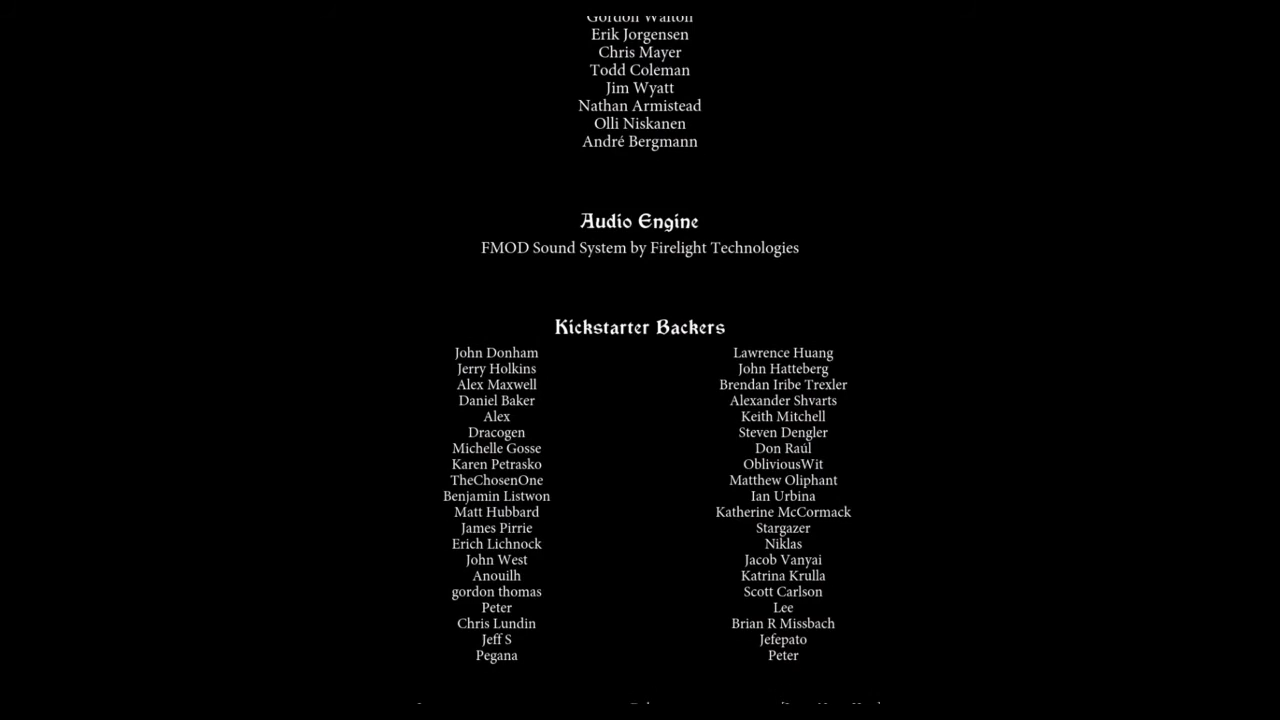 Gordon Walton
Erik Jorgensen
Chris Mayer
Todd Coleman
Jim Wyatt
Nathan Armistead
Olli Niskanen
André Bergmann
Audio Engine
FMOD Sound System by Firelight Technologies
Kickstarter Backers
John Donham
Jerry Holkins
Alex Maxwell
Daniel Baker
Alex
Dracogen
Michelle Gosse
Karen Petrasko
TheChosenOne
Benjamin Listwon
Matt Hubbard
James Pirrie
Erich Lichnock
John West
Anouilh
gordon thomas
Peter
Chris Lundin
Jeff S
Pegana
Lawrence Huang
John Hatteberg
Brendan Iribe Trexler
Alexander Shvarts
Keith Mitchell
Steven Dengler
Don Raúl
ObliviousWit
Matthew Oliphant
Ian Urbina
Katherine McCormack
Stargazer
Niklas
Jacob Vanyai
Katrina Krulla
Scott Carlson
Lee
Brian R Missbach
Jefepato
Peter